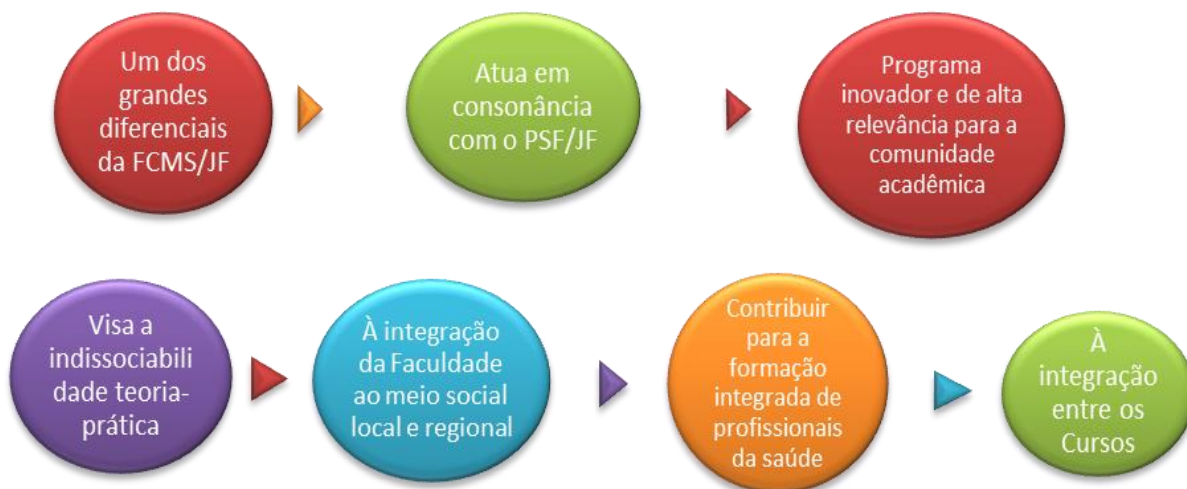 Um dos
grandes
diferenciais
da FCMS/JF
Atua em
consonância
com o PSF/JF
Programa
inovador e de alta
relevância para a
comunidade
acadêmica
Visa a
indissociabili
dade teoria-
prática
À integração
da Faculdade
ao meio social
local e regional
Contribuir
para a
formação
integrada de
profissionais
da saúde
À
integração
entre os
Cursos